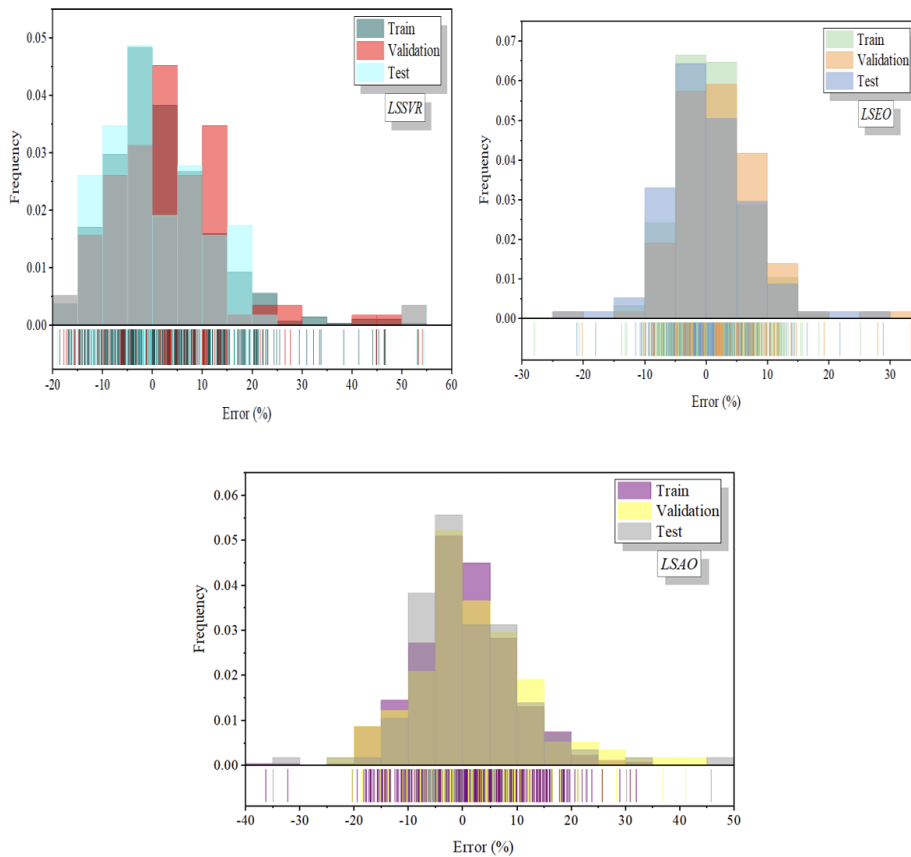 0.05
0.04
0.03
0.02
0.01
0.00
Frequency
Train
Validation
Test
LSSVR
-20 -10 0 10 20 30 40 50 60
Error (%)
0.07
0.06
0.05
0.04
0.03
0.02
0.01
0.00
Frequency
Train
Validation
Test
LSEO
-30 -20 -10 0 10 20 30
Error (%)
0.06
0.05
0.04
0.03
0.02
0.01
0.00
Frequency
Train
Validation
Test
LSAO
-40 -30 -20 -10 0 10 20 30 40 50
Error (%)